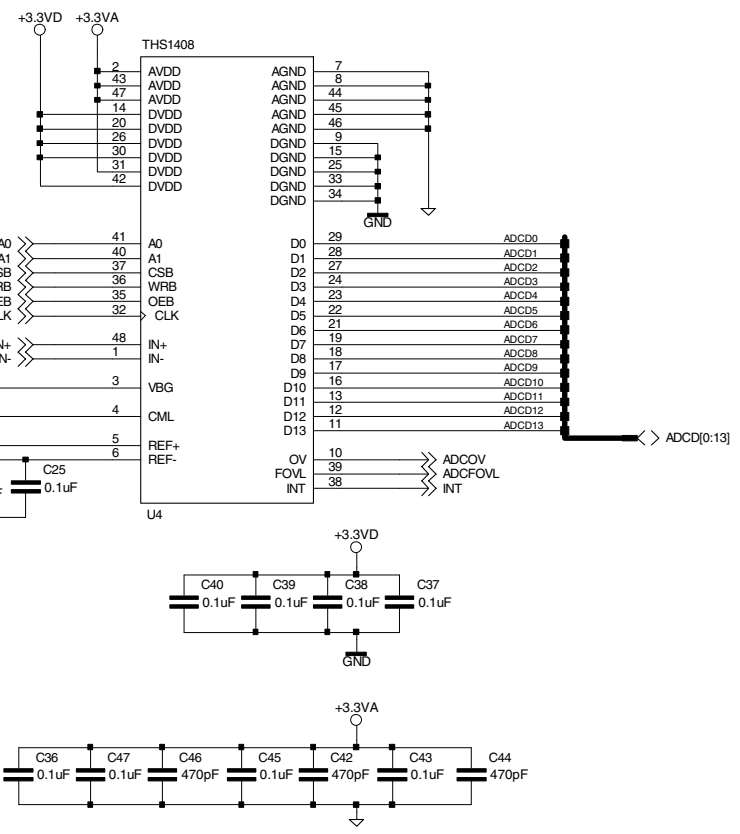 +3.3VD +3.3VA
THS1408
2 AVDD AGND 7
43 AVDD AGND 8
47 AVDD AGND 44
14 DVDD AGND 45
20 DVDD AGND 46
26 DVDD DGND 9
30 DVDD DGND 15
31 DVDD DGND 25
42 DVDD DGND 33
DGND 34
GND
A0 41 A0 D0 29 ADCD0
A1 40 A1 D1 28 ADCD1
SB 37 CSB D2 27 ADCD2
RB 36 WRB D3 24 ADCD3
EB 35 OEB D4 23 ADCD4
LK 32 CLK D5 22 ADCD5
D6 21 ADCD6
N+ 48 IN+ D7 19 ADCD7
N- 1 IN- D8 18 ADCD8
D9 17 ADCD9
3 VBG D10 16 ADCD10
D11 13 ADCD11
4 CML D12 12 ADCD12
D13 11 ADCD13
ADCD[0:13]
5 REF+
6 REF- OV 10 ADCOV
FOVL 39 ADCFOVL
INT 38 INT
C25
0.1uF
U4
+3.3VD
C40 C39 C38 C37
0.1uF 0.1uF 0.1uF 0.1uF
GND
+3.3VA
C36 C47 C46 C45 C42 C43 C44
0.1uF 0.1uF 470pF 0.1uF 470pF 0.1uF 470pF